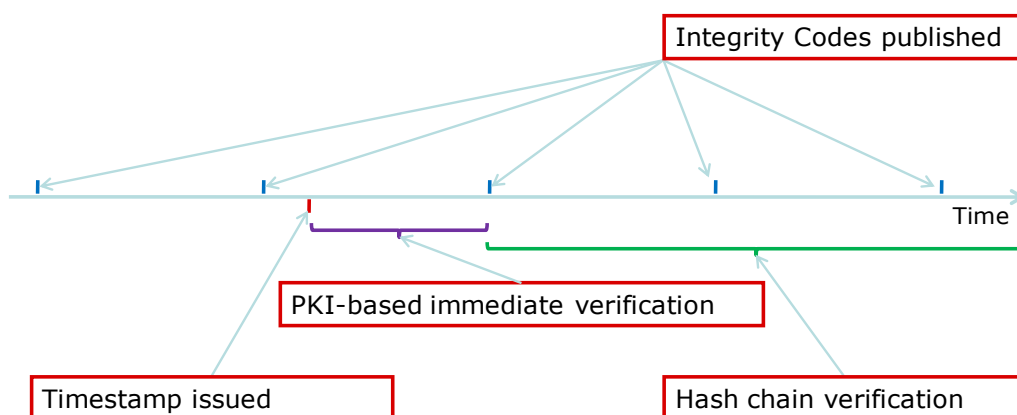 Integrity Codes published
Time
PKI-based immediate verification
Timestamp issued
Hash chain verification